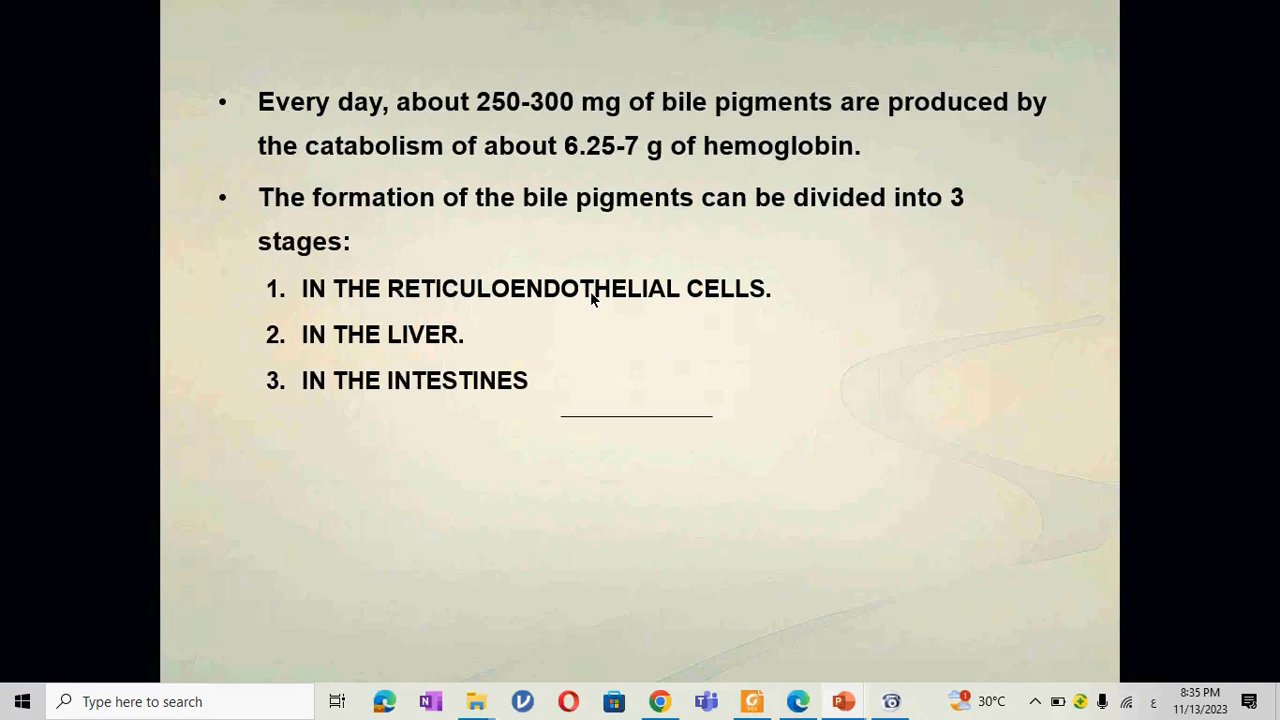 • Every day, about 250-300 mg of bile pigments are produced by
the catabolism of about 6.25-7 g of hemoglobin.
• The formation of the bile pigments can be divided into 3
stages:
1. IN THE RETICULOENDOTHELIAL CELLS.
2. IN THE LIVER.
3. IN THE INTESTINES
Type here to search
30°C
ع
8:35 PM
11/13/2023